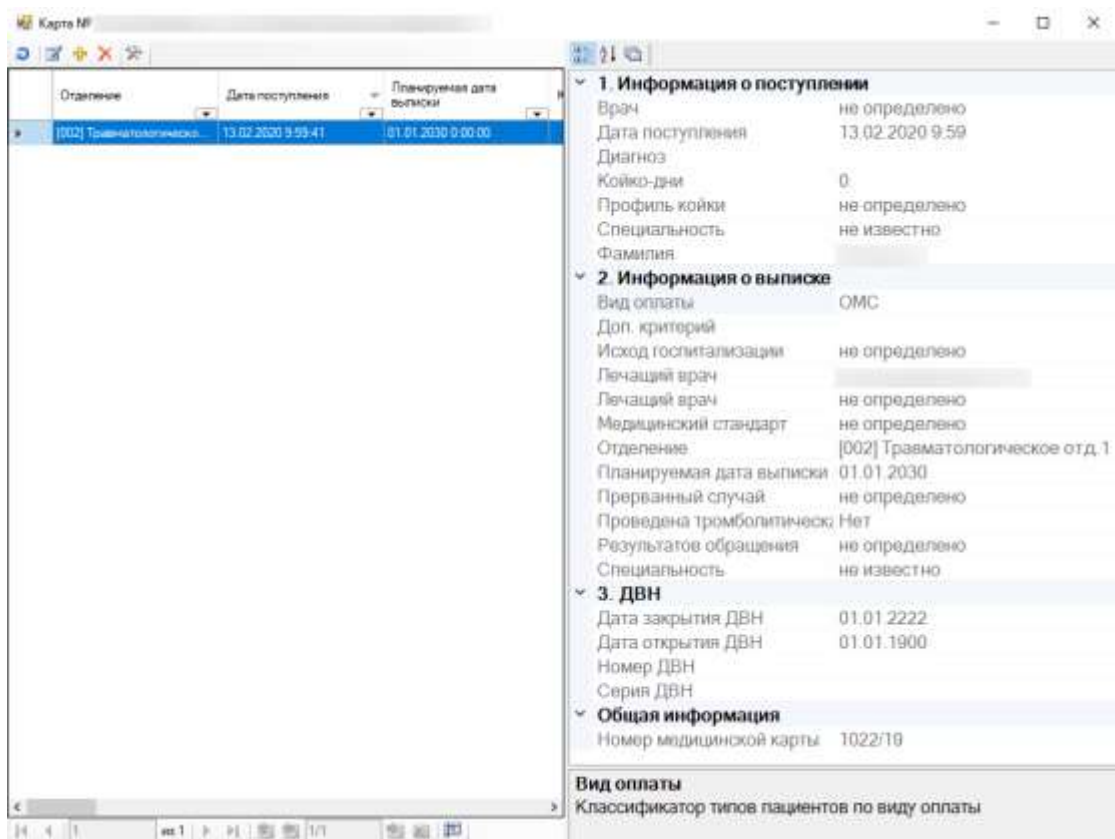 Карта №
Отделение
Дата поступления
Планируемая дата выписки
[002] Травматологическо...
13.02.2020 9:59:41
01.01.2030 0:00:00
1
из 1
1/1
1. Информация о поступлении
Врач не определено
Дата поступления 13.02.2020 9:59
Диагноз
Койко-дни 0
Профиль койки не определено
Специальность не известно
Фамилия
2. Информация о выписке
Вид оплаты ОМС
Доп. критерий
Исход госпитализации не определено
Лечащий врач
Лечащий врач не определено
Медицинский стандарт не определено
Отделение [002] Травматологическое отд.1
Планируемая дата выписки 01.01.2030
Прерванный случай не определено
Проведена тромболитическа Нет
Результатов обращения не определено
Специальность не известно
3. ДВН
Дата закрытия ДВН 01.01.2222
Дата открытия ДВН 01.01.1900
Номер ДВН
Серия ДВН
Общая информация
Номер медицинской карты 1022/19
Вид оплаты
Классификатор типов пациентов по виду оплаты